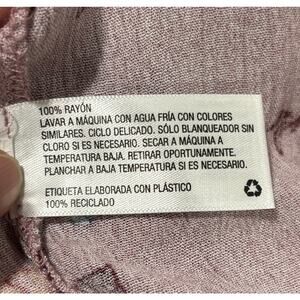 100% RAYÓN
LAVAR A MÁQUINA CON AGUA FRÍA CON COLORES
SIMILARES. CICLO DELICADO. SÓLO BLANQUEADOR SIN
CLORO SI ES NECESARIO. SECAR A MÁQUINA A
TEMPERATURA BAJA. RETIRAR OPORTUNAMENTE.
PLANCHAR A BAJA TEMPERATURA SI ES NECESARIO.
ETIQUETA ELABORADA CON PLÁSTICO
100% RECICLADO